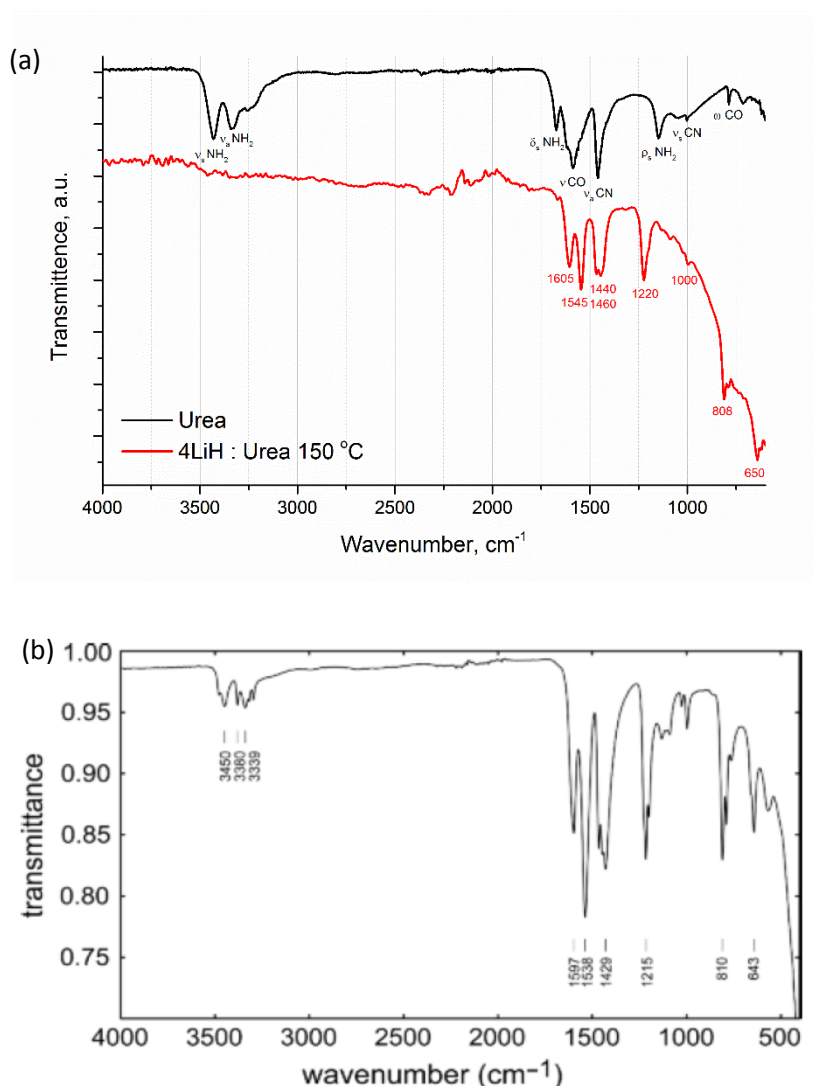 (a)
Transmittence, a.u.
νs NH2
νa NH2
δs NH2
ν CO
νa CN
ρs NH2
νs CN
ω CO
1605
1545
1440
1460
1220
1000
808
650
Urea
4LiH : Urea 150 °C
4000 3500 3000 2500 2000 1500 1000
Wavenumber, cm-1
(b)
transmittance
1.00
0.95
0.90
0.85
0.80
0.75
3450
3380
3339
1597
1538
1429
1215
810
643
4000 3500 3000 2500 2000 1500 1000 500
wavenumber (cm−1)